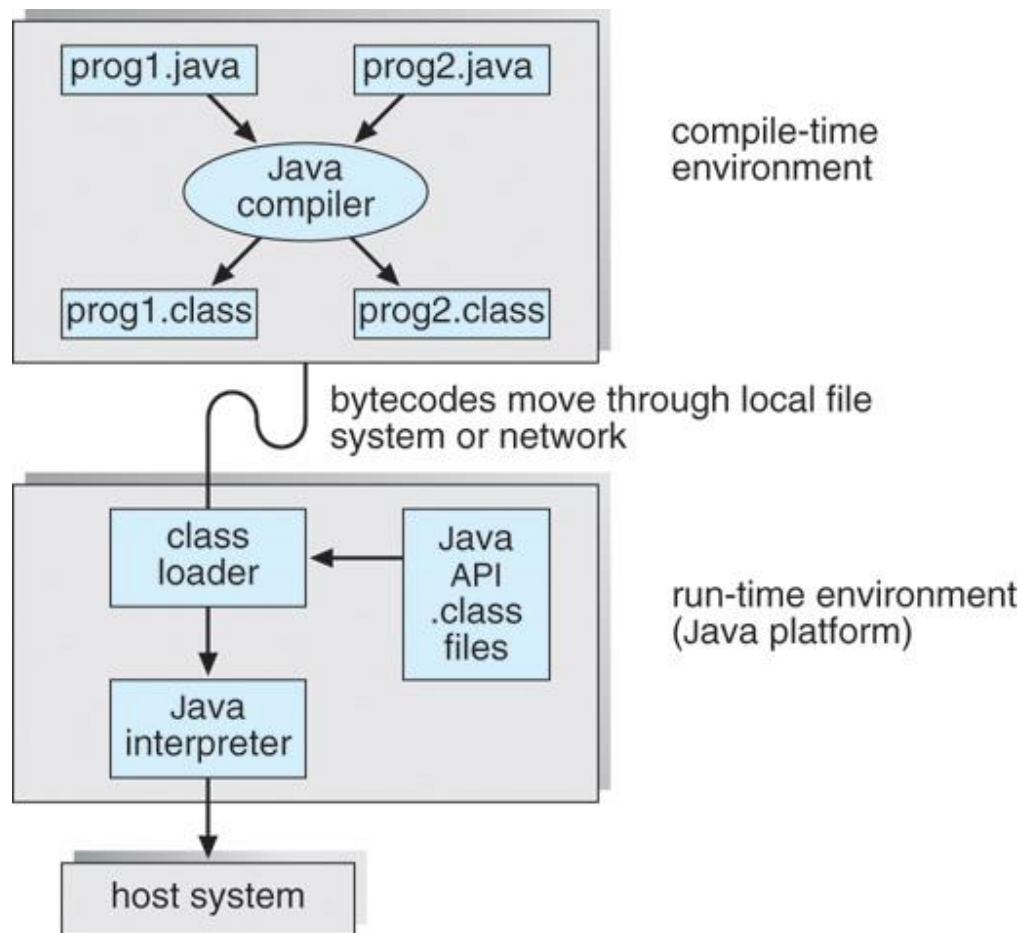 prog1.java
prog2.java
Java
compiler
prog1.class
prog2.class
compile-time
environment
bytecodes move through local file
system or network
class
loader
Java
API
.class
files
Java
interpreter
run-time environment
(Java platform)
host system